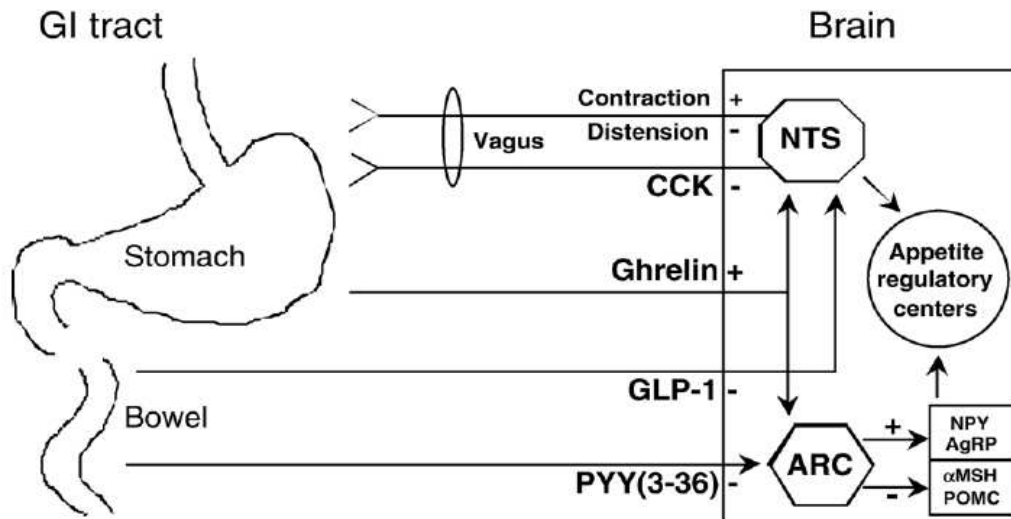 GI tract
Brain
Contraction +
Distension -
Vagus
NTS
CCK -
Stomach
Ghrelin +
Appetite
regulatory
centers
GLP-1 -
Bowel
PYY(3-36) -
ARC
+
-
NPY
AgRP
αMSH
POMC